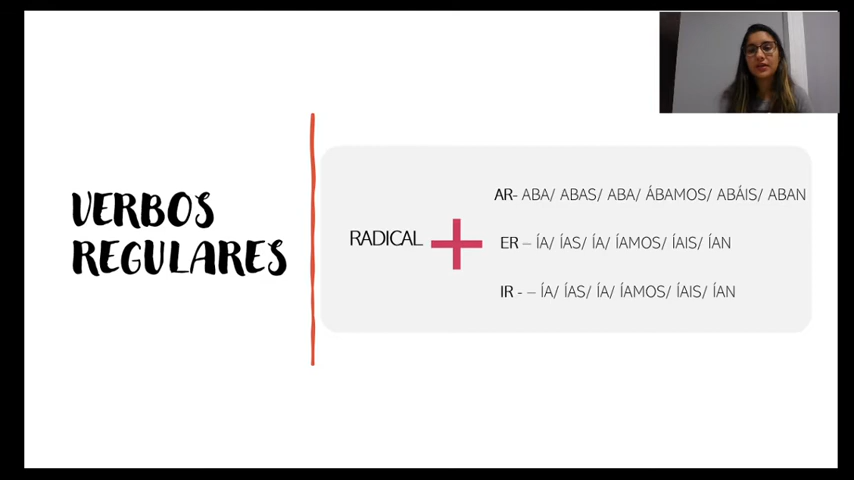 VERBOS
REGULARES
RADICAL
AR- ABA/ ABAS/ ABA/ ÁBAMOS/ ABÁIS/ ABAN
ER – ÍA/ ÍAS/ ÍA/ ÍAMOS/ ÍAIS/ ÍAN
IR - – ÍA/ ÍAS/ ÍA/ ÍAMOS/ ÍAIS/ ÍAN